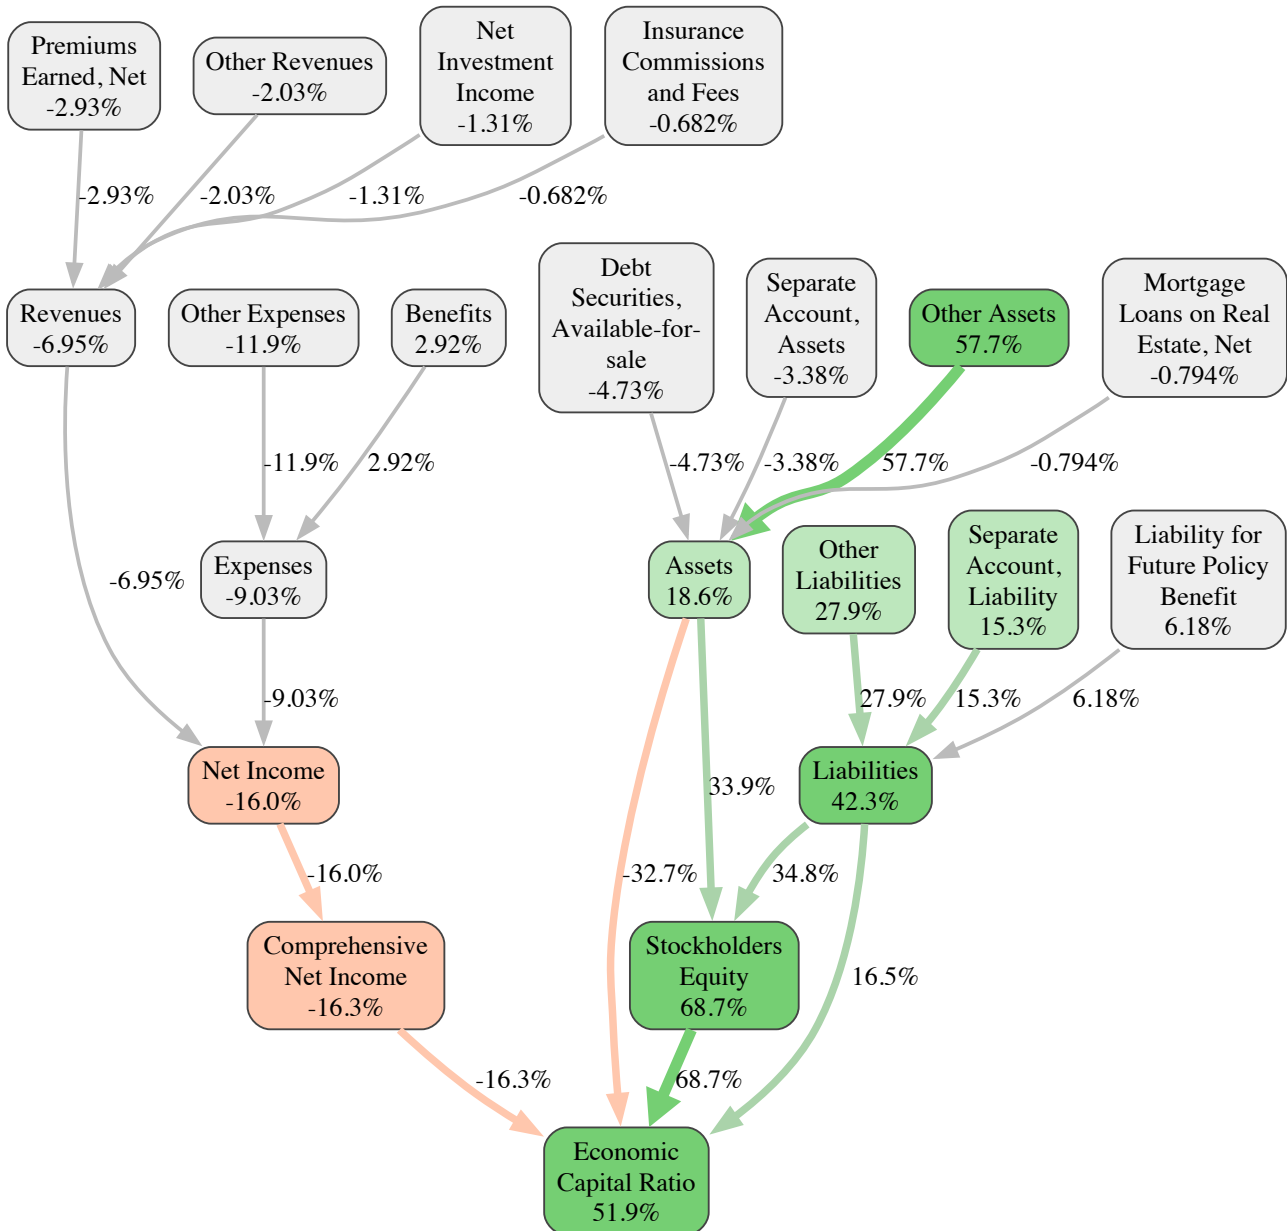 Premiums
Earned, Net
-2.93%
Other Revenues
-2.03%
Net
Investment
Income
-1.31%
Insurance
Commissions
and Fees
-0.682%
-2.93%
-2.03%
-1.31%
-0.682%
Revenues
-6.95%
Other Expenses
-11.9%
Benefits
2.92%
Debt
Securities,
Available-for-
sale
-4.73%
Separate
Account,
Assets
-3.38%
Other Assets
57.7%
Mortgage
Loans on Real
Estate, Net
-0.794%
-11.9%
2.92%
-4.73%
-3.38%
57.7%
-0.794%
-6.95%
Expenses
-9.03%
Assets
18.6%
Other
Liabilities
27.9%
Separate
Account,
Liability
15.3%
Liability for
Future Policy
Benefit
6.18%
-9.03%
27.9%
15.3%
6.18%
Net Income
-16.0%
33.9%
Liabilities
42.3%
-16.0%
-32.7%
34.8%
Comprehensive
Net Income
-16.3%
Stockholders
Equity
68.7%
16.5%
-16.3%
68.7%
Economic
Capital Ratio
51.9%